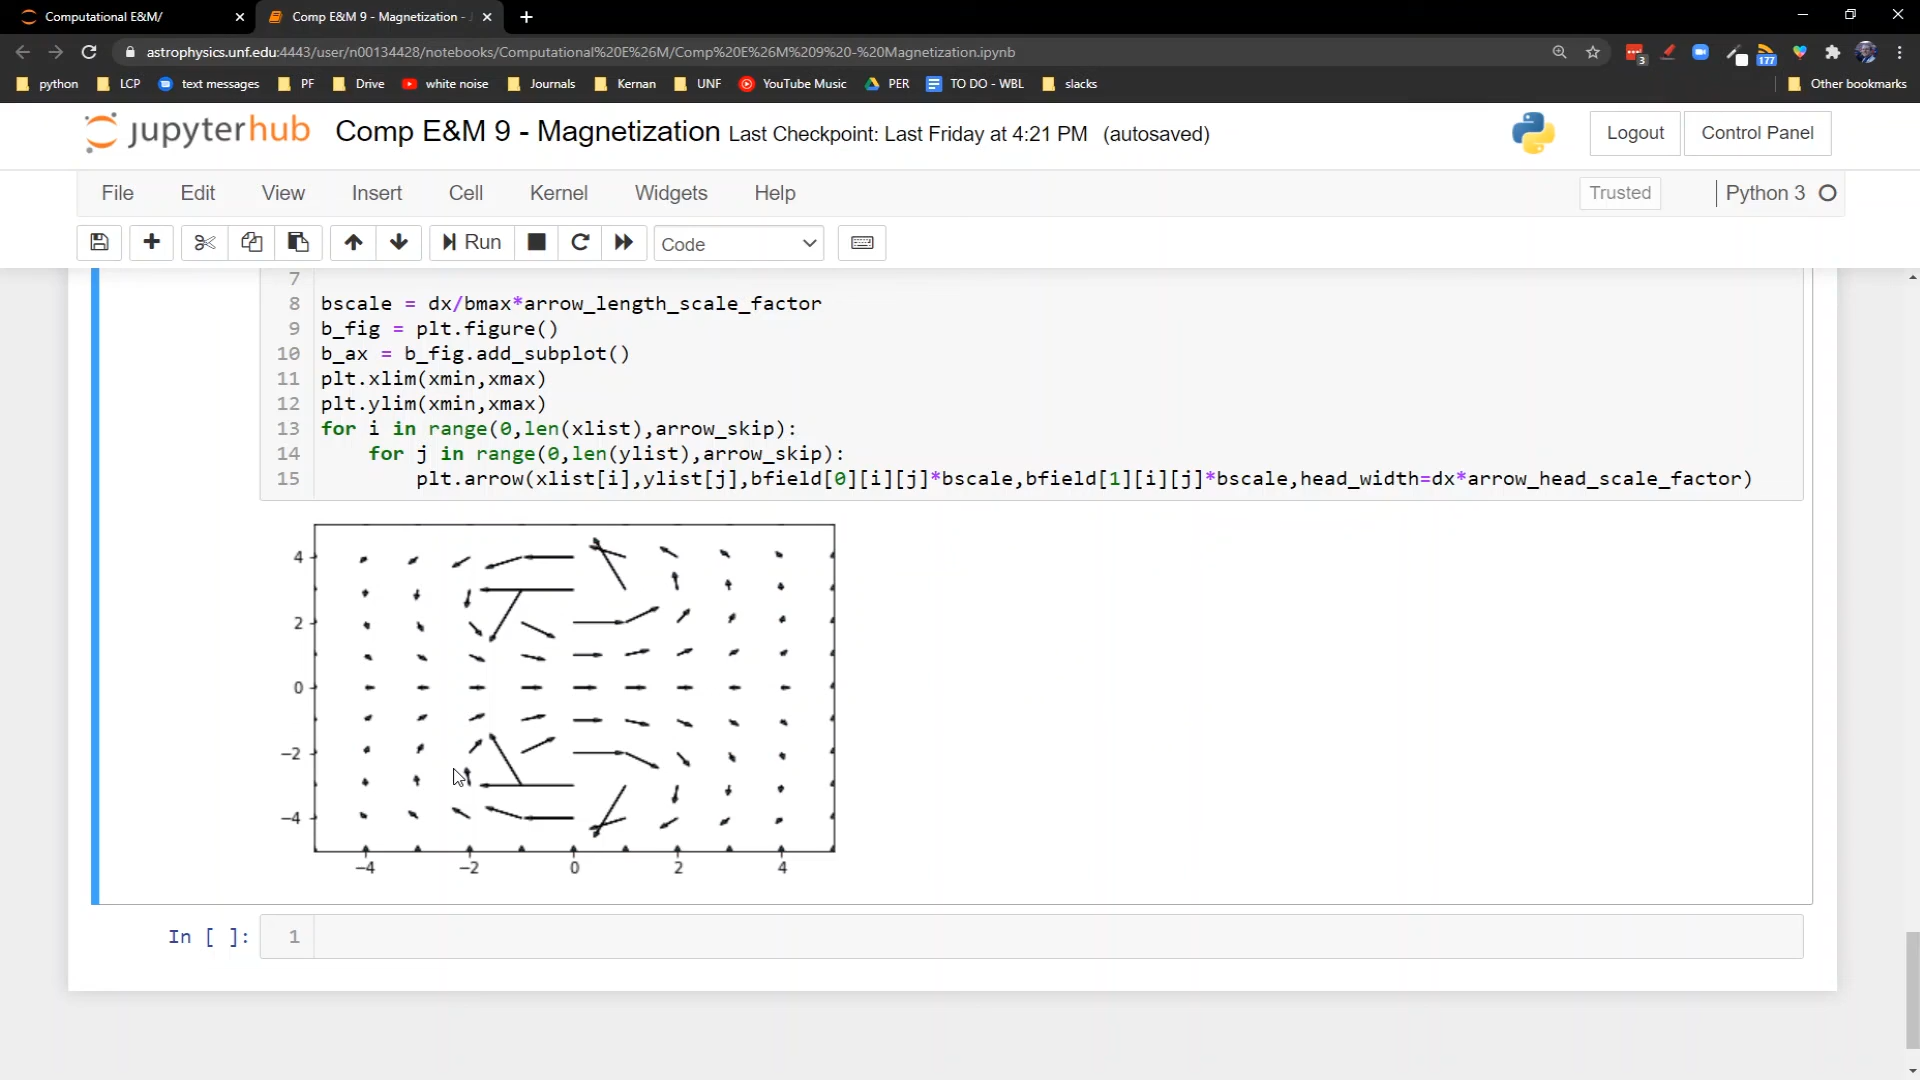 Computational E&M/
Comp E&M 9 - Magnetization - J
astrophysics.unf.edu:4443/user/n00134428/notebooks/Computational%20E%26M/Comp%20E%26M%209%20-%20Magnetization.ipynb
3
177
python LCP text messages PF Drive white noise Journals Kernan UNF YouTube Music PER TO DO - WBL slacks Other bookmarks
jupyterhub Comp E&M 9 - Magnetization Last Checkpoint: Last Friday at 4:21 PM (autosaved) Logout Control Panel
File Edit View Insert Cell Kernel Widgets Help Trusted Python 3
Run Code
7
8 bscale = dx/bmax*arrow_length_scale_factor
9 b_fig = plt.figure()
10 b_ax = b_fig.add_subplot()
11 plt.xlim(xmin,xmax)
12 plt.ylim(xmin,xmax)
13 for i in range(0,len(xlist),arrow_skip):
14 for j in range(0,len(ylist),arrow_skip):
15 plt.arrow(xlist[i],ylist[j],bfield[0][i][j]*bscale,bfield[1][i][j]*bscale,head_width=dx*arrow_head_scale_factor)
4
2
0
−2
−4
−4 −2 0 2 4
In [ ]: 1